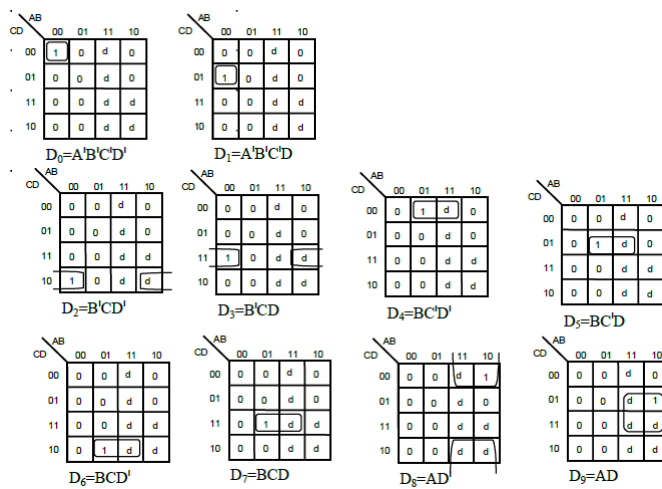 AB
CD
00 01 11 10
00 1 0 d 0
01 0 0 d 0
11 0 0 d d
10 0 0 d d
D₀=A'B'C'D'
AB
CD
00 01 11 10
00 0 0 d 0
01 1 0 d 0
11 0 0 d d
10 0 0 d d
D₁=A'B'C'D
AB
CD
00 01 11 10
00 0 0 d 0
01 0 0 d 0
11 0 0 d d
10 1 0 d d
D₂=B'CD'
AB
CD
00 01 11 10
00 0 0 d 0
01 0 0 d 0
11 1 0 d d
10 0 0 d d
D₃=B'CD
AB
CD
00 01 11 10
00 0 1 d 0
01 0 0 d 0
11 0 0 d d
10 0 0 d d
D₄=BC'D'
AB
CD
00 01 11 10
00 0 0 d 0
01 0 1 d 0
11 0 0 d d
10 0 0 d d
D₅=BC'D
AB
CD
00 01 11 10
00 0 0 d 0
01 0 0 d 0
11 0 0 d d
10 0 1 d d
D₆=BCD'
AB
CD
00 01 11 10
00 0 0 d 0
01 0 0 d 0
11 0 1 d d
10 0 0 d d
D₇=BCD
AB
CD
00 01 11 10
00 0 0 d 1
01 0 0 d 0
11 0 0 d d
10 0 0 d d
D₈=AD'
AB
CD
00 01 11 10
00 0 0 d 0
01 0 0 d 1
11 0 0 d d
10 0 0 d d
D₉=AD